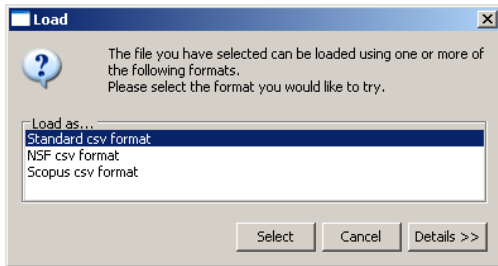 Load
The file you have selected can be loaded using one or more of
the following formats.
Please select the format you would like to try.
Load as...
Standard csv format
NSF csv format
Scopus csv format
Select Cancel Details >>